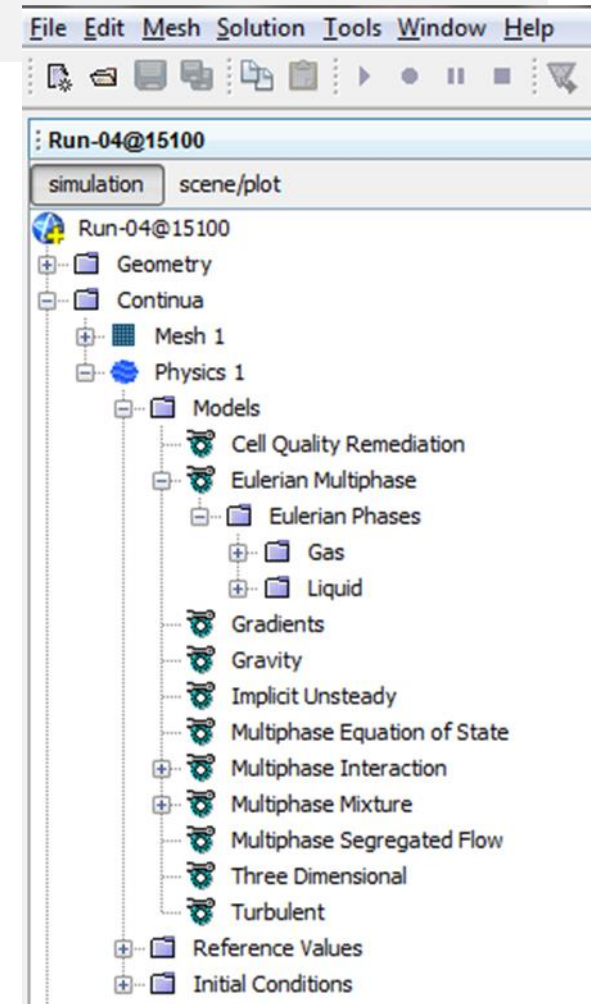 File Edit Mesh Solution Tools Window Help
Run-04@15100
simulation scene/plot
Run-04@15100
Geometry
Continua
Mesh 1
Physics 1
Models
Cell Quality Remediation
Eulerian Multiphase
Eulerian Phases
Gas
Liquid
Gradients
Gravity
Implicit Unsteady
Multiphase Equation of State
Multiphase Interaction
Multiphase Mixture
Multiphase Segregated Flow
Three Dimensional
Turbulent
Reference Values
Initial Conditions